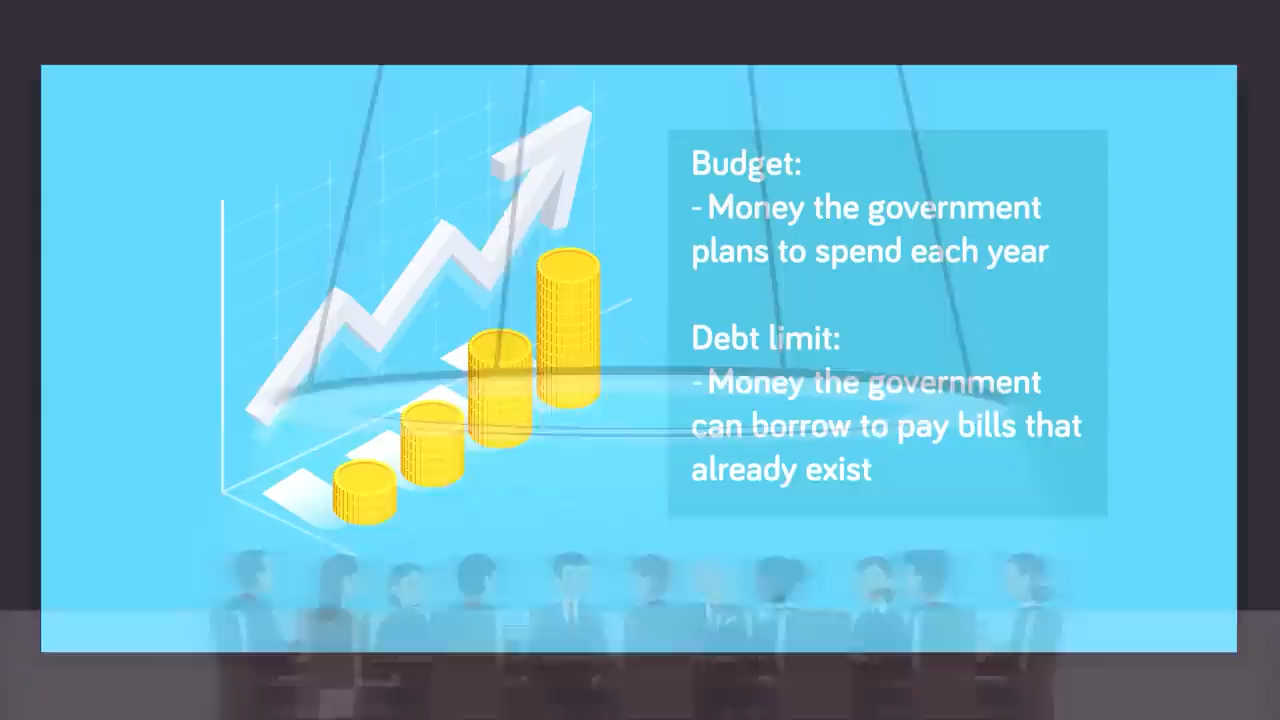 Budget:
- Money the government
plans to spend each year
Debt limit:
- Money the government
can borrow to pay bills that
already exist